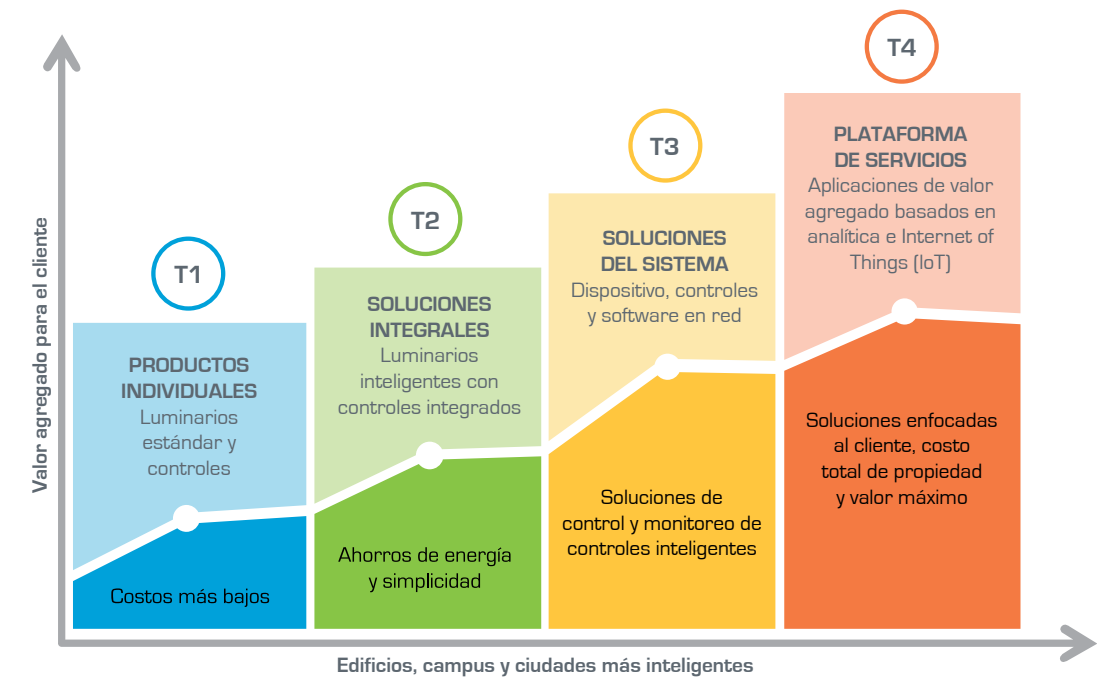 Valor agregado para el cliente
T1
PRODUCTOS
INDIVIDUALES
Luminarios
estándar y
controles
Costos más bajos
T2
SOLUCIONES
INTEGRALES
Luminarios
inteligentes con
controles integrados
Ahorros de energía
y simplicidad
T3
SOLUCIONES
DEL SISTEMA
Dispositivo, controles
y software en red
Soluciones de
control y monitoreo de
controles inteligentes
T4
PLATAFORMA
DE SERVICIOS
Aplicaciones de valor
agregado basados en
analítica e Internet of
Things (IoT)
Soluciones enfocadas
al cliente, costo
total de propiedad
y valor máximo
Edificios, campus y ciudades más inteligentes